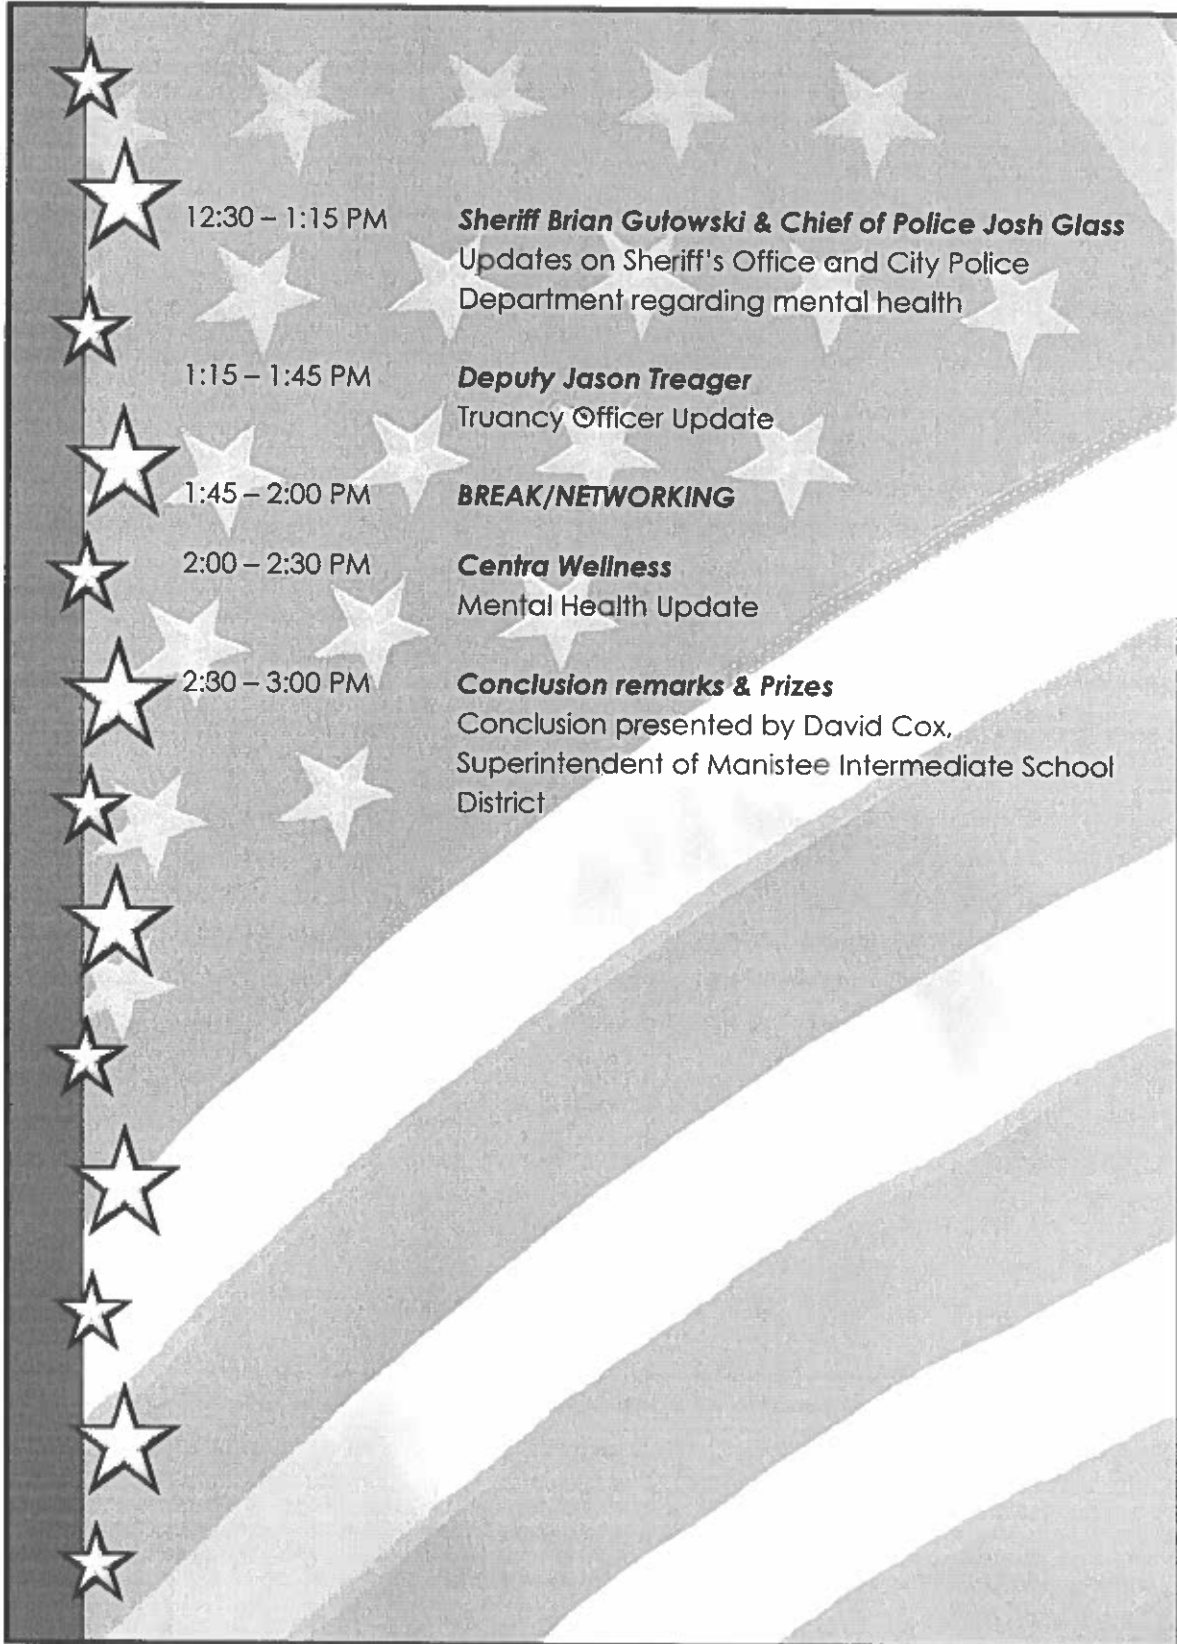 12:30 – 1:15 PM Sheriff Brian Gutowski & Chief of Police Josh Glass
Updates on Sheriff's Office and City Police
Department regarding mental health
1:15 – 1:45 PM Deputy Jason Treager
Truancy Officer Update
1:45 – 2:00 PM BREAK/NETWORKING
2:00 – 2:30 PM Centra Wellness
Mental Health Update
2:30 – 3:00 PM Conclusion remarks & Prizes
Conclusion presented by David Cox,
Superintendent of Manistee Intermediate School
District